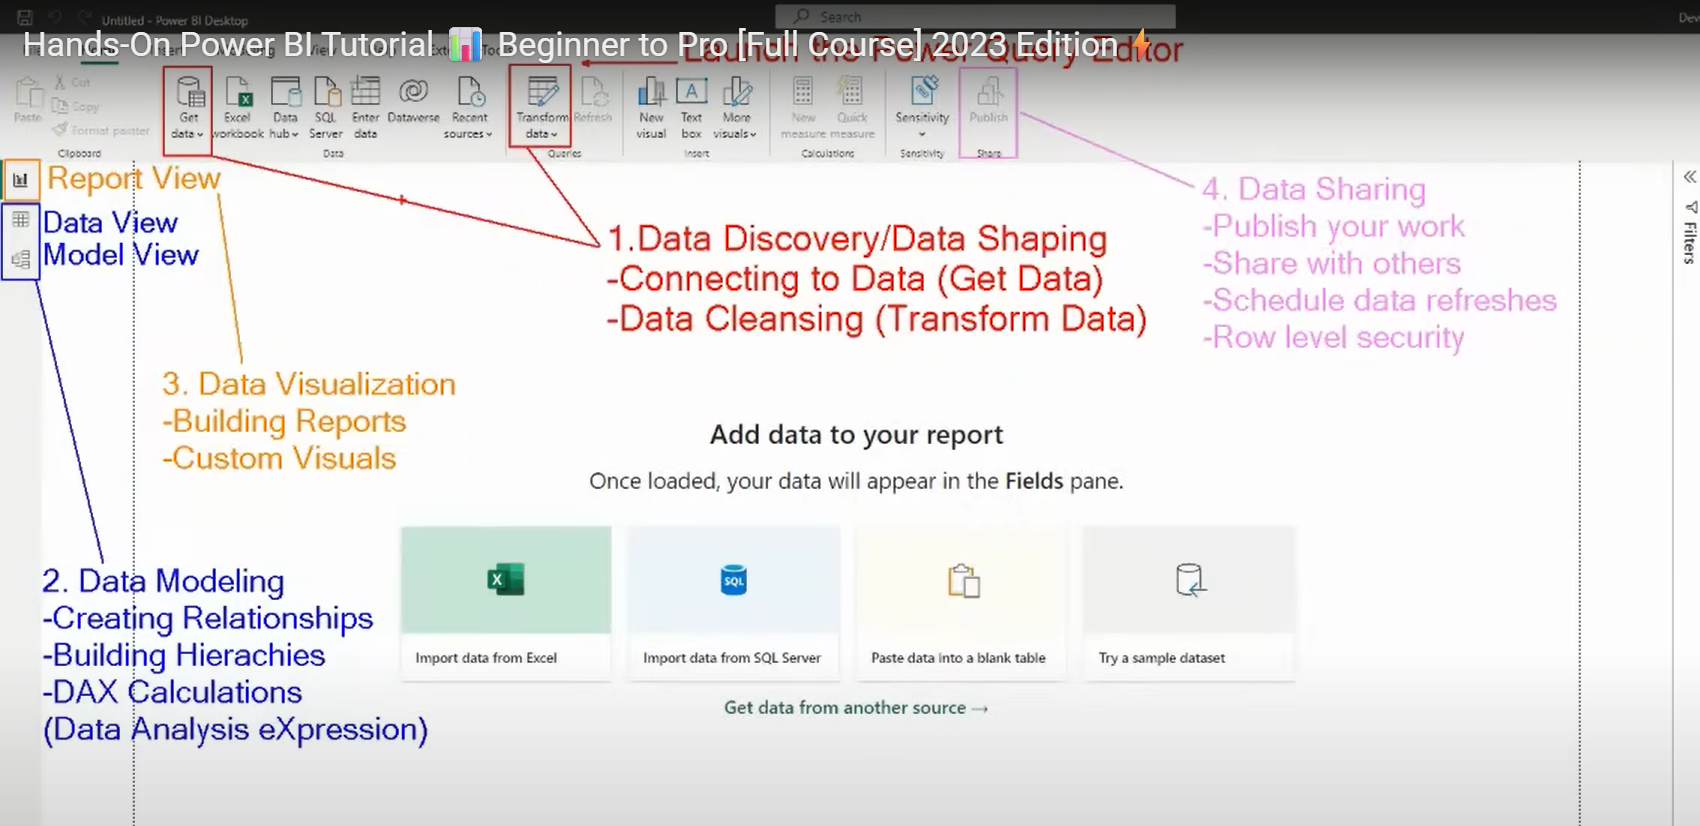 Untitled - Power BI Desktop
Search
Hands-On Power BI Tutorial 📊 Beginner to Pro [Full Course] 2023 Edition⚡
Launch the Power Query Editor
Paste
Cut
Copy
Format painter
Clipboard
Get data
Excel workbook
Data hub
SQL Server
Enter data
Dataverse
Recent sources
Data
Transform data
Refresh
Queries
New visual
Text box
More visuals
Insert
New measure
Quick measure
Calculations
Sensitivity
Sensitivity
Publish
Share
Report View
Data View
Model View
1.Data Discovery/Data Shaping
-Connecting to Data (Get Data)
-Data Cleansing (Transform Data)
4. Data Sharing
-Publish your work
-Share with others
-Schedule data refreshes
-Row level security
Filters
3. Data Visualization
-Building Reports
-Custom Visuals
Add data to your report
Once loaded, your data will appear in the Fields pane.
2. Data Modeling
-Creating Relationships
-Building Hierachies
-DAX Calculations
(Data Analysis eXpression)
X
SQL
Import data from Excel
Import data from SQL Server
Paste data into a blank table
Try a sample dataset
Get data from another source →